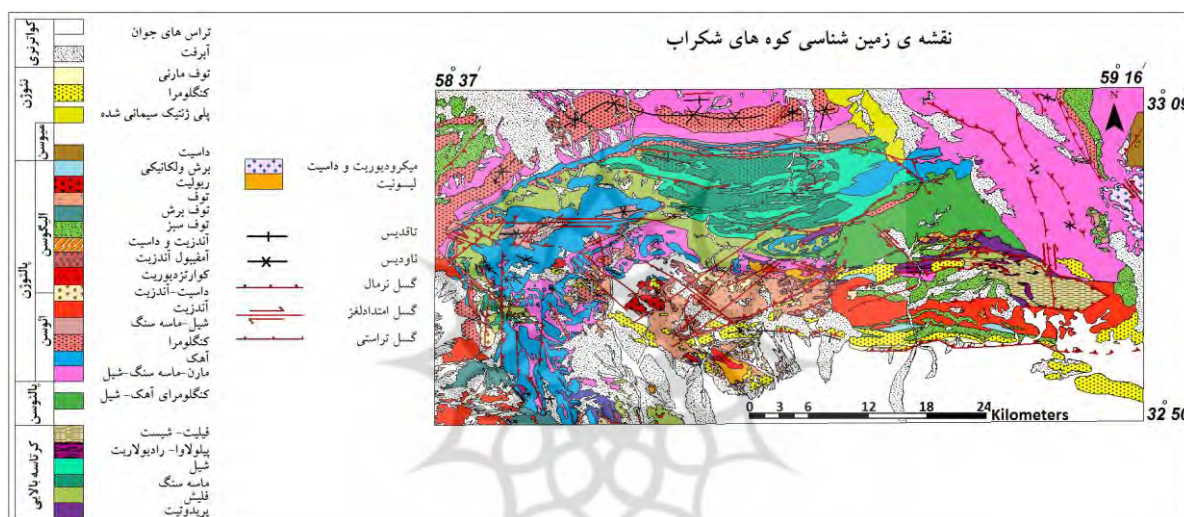 نقشه ی زمین شناسی کوه های شکراب
58° 37′
59° 16′
33° 09
32° 50
N
0 3 6 12 18 24 Kilometers
کواترنری
تراس های جوان
آبرفت
نئوژن
توف مارنی
کنگلومرا
پلی ژنتیک سیمانی شده
میوسن
داسیت
پالئوژن
الیگوسن
برش ولکانیکی
ریولیت
توف
توف برش
توف سبز
آندزیت و داسیت
آمفیبول آندزیت
کوارتزدیوریت
داسیت-آندزیت
ائوسن
آندزیت
شیل-ماسه سنگ
کنگلومرا
آهک
مارن-ماسه سنگ-شیل
پالئوسن
کنگلومرای آهک- شیل
کرتاسه بالایی
فیلیت- شیست
پیلولاوا- رادیولاریت
شیل
ماسه سنگ
فلیش
پریدوتیت
میکرودیوریت و داسیت
لیسونیت
تاقدیس
ناودیس
گسل نرمال
گسل امتدادلغز
گسل تراستی